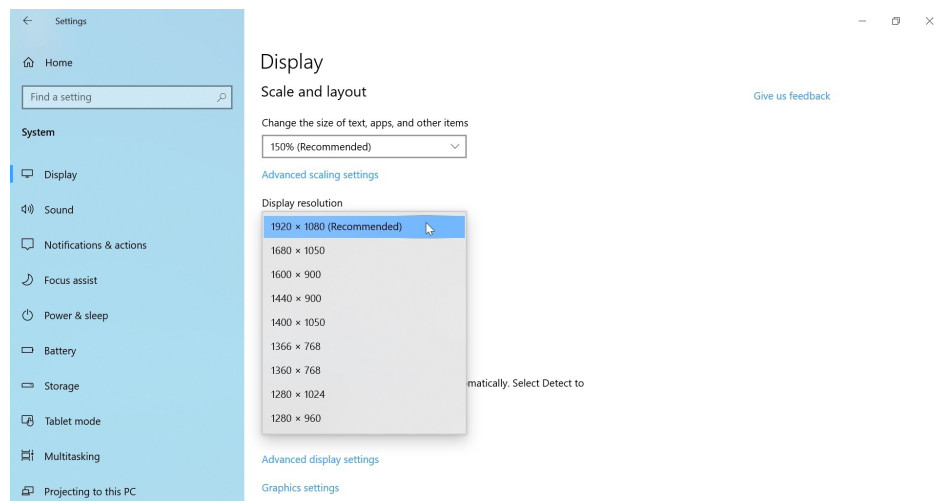 Settings
Home
Find a setting
System
Display
Sound
Notifications & actions
Focus assist
Power & sleep
Battery
Storage
Tablet mode
Multitasking
Projecting to this PC
Display
Scale and layout
Give us feedback
Change the size of text, apps, and other items
150% (Recommended)
Advanced scaling settings
Display resolution
1920 × 1080 (Recommended)
1680 × 1050
1600 × 900
1440 × 900
1400 × 1050
1366 × 768
1360 × 768
1280 × 1024
1280 × 960
matically. Select Detect to
Advanced display settings
Graphics settings